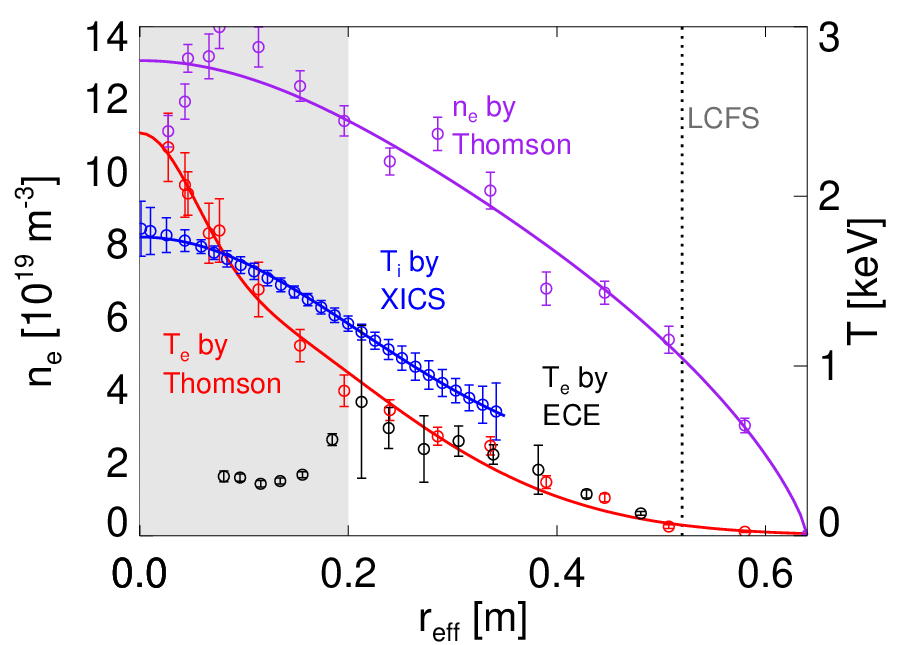 14
12
10
8
6
4
2
0
n_e [10^19 m^-3]
3
2
1
0
T [keV]
n_e by
Thomson
LCFS
T_i by
XICS
T_e by
Thomson
T_e by
ECE
0.0
0.2
0.4
0.6
r_eff [m]